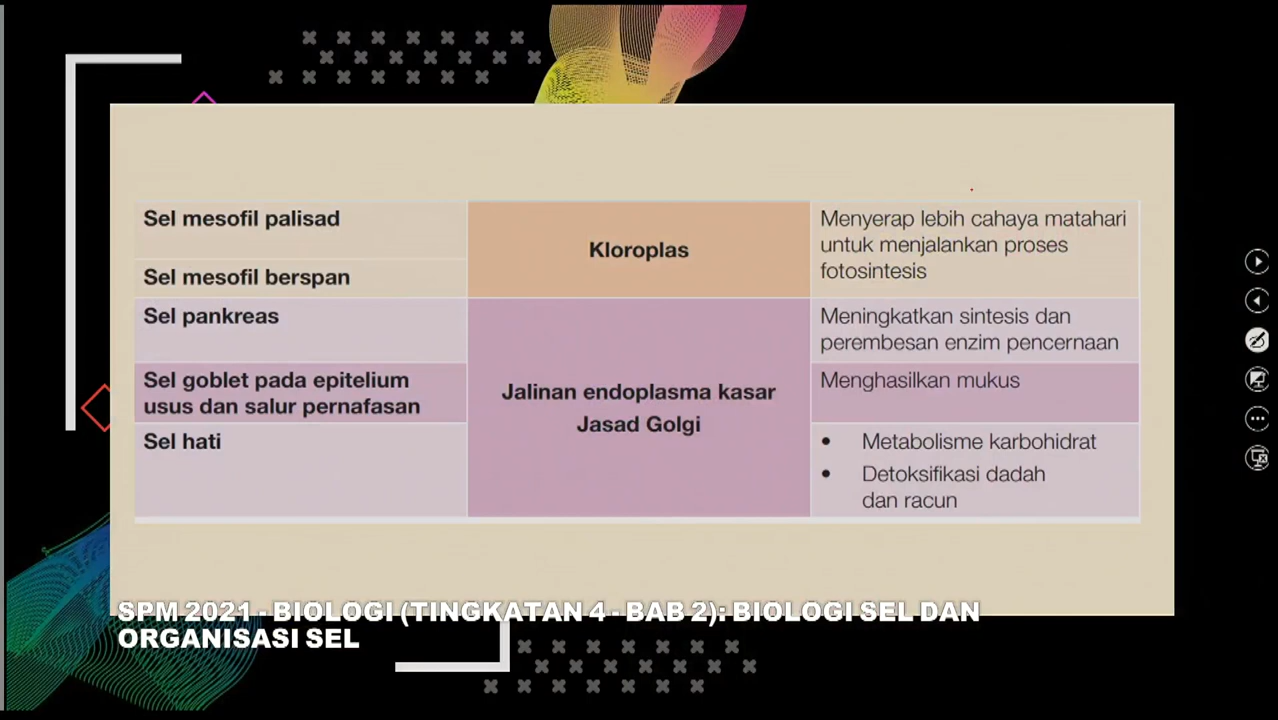 Sel mesofil palisad
Sel mesofil berspan
Kloroplas
Menyerap lebih cahaya matahari
untuk menjalankan proses
fotosintesis
Sel pankreas
Meningkatkan sintesis dan
perembesan enzim pencernaan
Sel goblet pada epitelium
usus dan salur pernafasan
Jalinan endoplasma kasar
Jasad Golgi
Menghasilkan mukus
Sel hati
• Metabolisme karbohidrat
• Detoksifikasi dadah
dan racun
SPM 2021 - BIOLOGI (TINGKATAN 4 - BAB 2): BIOLOGI SEL DAN
ORGANISASI SEL